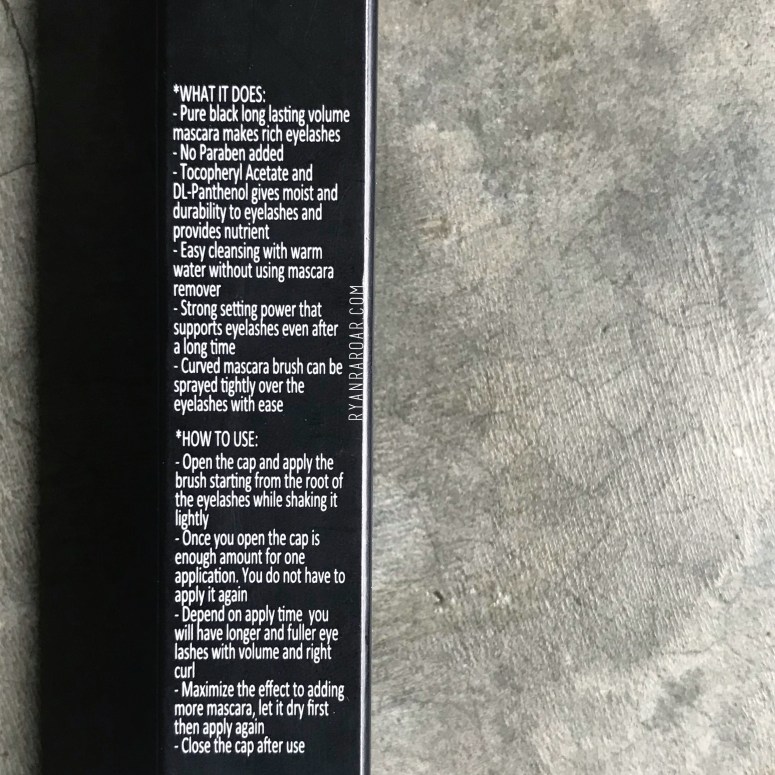 *WHAT IT DOES:
- Pure black long lasting volume
mascara makes rich eyelashes
- No Paraben added
- Tocopheryl Acetate and
DL-Panthenol gives moist and
durability to eyelashes and
provides nutrient
- Easy cleansing with warm
water without using mascara
remover
- Strong setting power that
supports eyelashes even after
a long time
- Curved mascara brush can be
sprayed tightly over the
eyelashes with ease
*HOW TO USE:
- Open the cap and apply the
brush starting from the root of
the eyelashes while shaking it
lightly
- Once you open the cap is
enough amount for one
application. You do not have to
apply it again
- Depend on apply time you
will have longer and fuller eye
lashes with volume and right
curl
- Maximize the effect to adding
more mascara, let it dry first
then apply again
- Close the cap after use
RYANRAROAR.COM